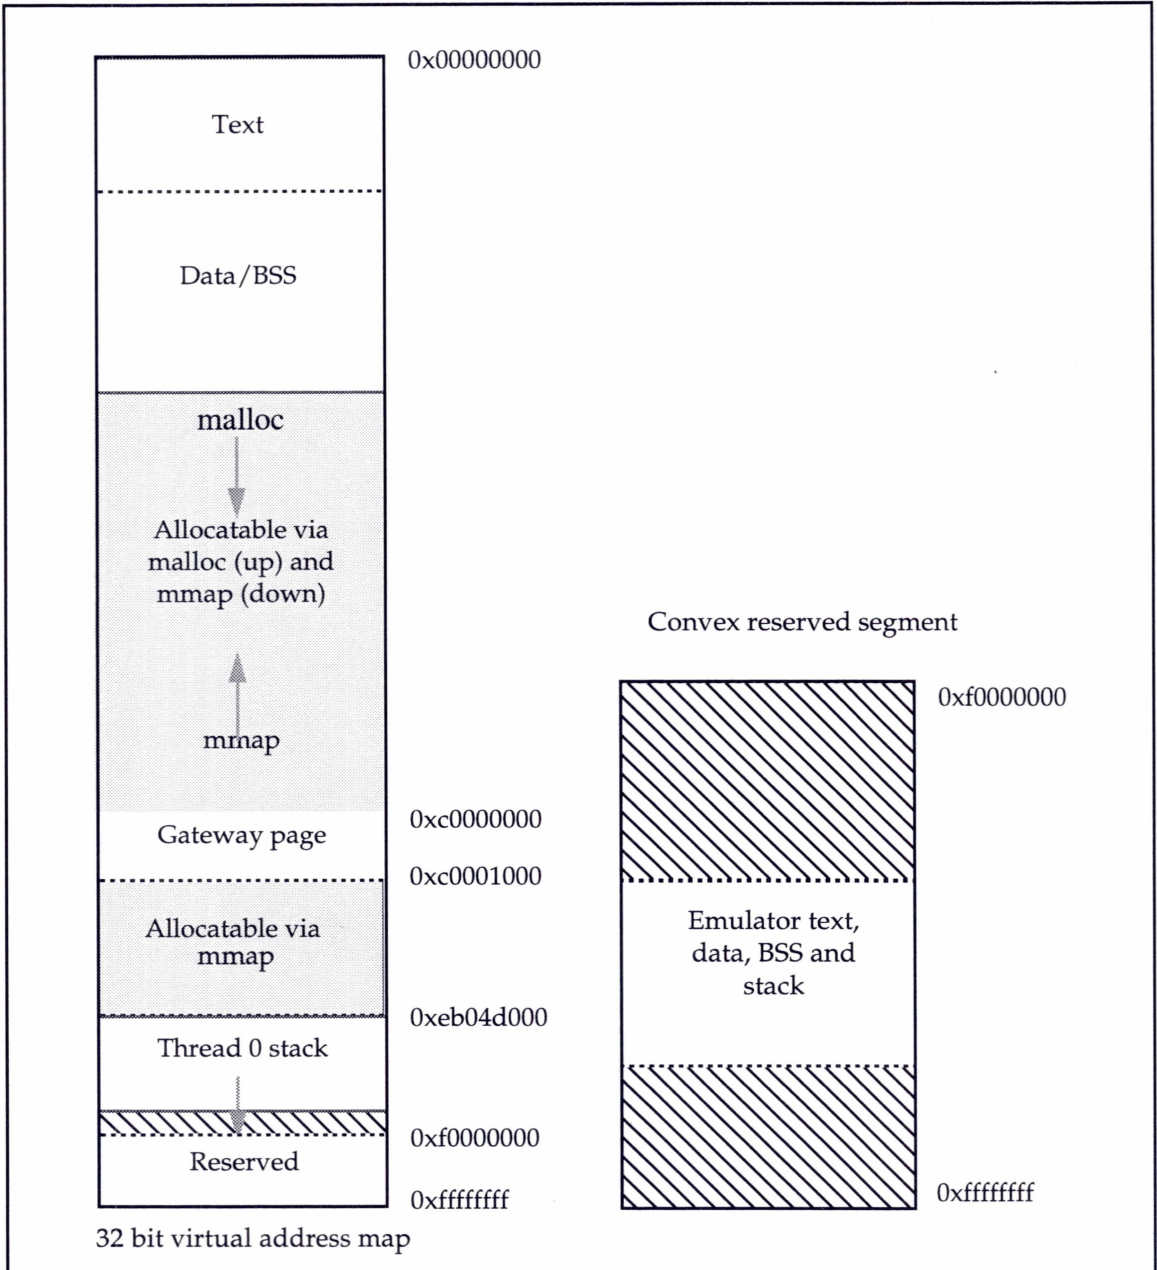 0x00000000
Text
Data/BSS
malloc
Allocatable via
malloc (up) and
mmap (down)
mmap
0xc0000000
Gateway page
0xc0001000
Allocatable via
mmap
0xeb04d000
Thread 0 stack
0xf0000000
Reserved
0xffffffff
32 bit virtual address map
Convex reserved segment
0xf0000000
Emulator text,
data, BSS and
stack
0xffffffff